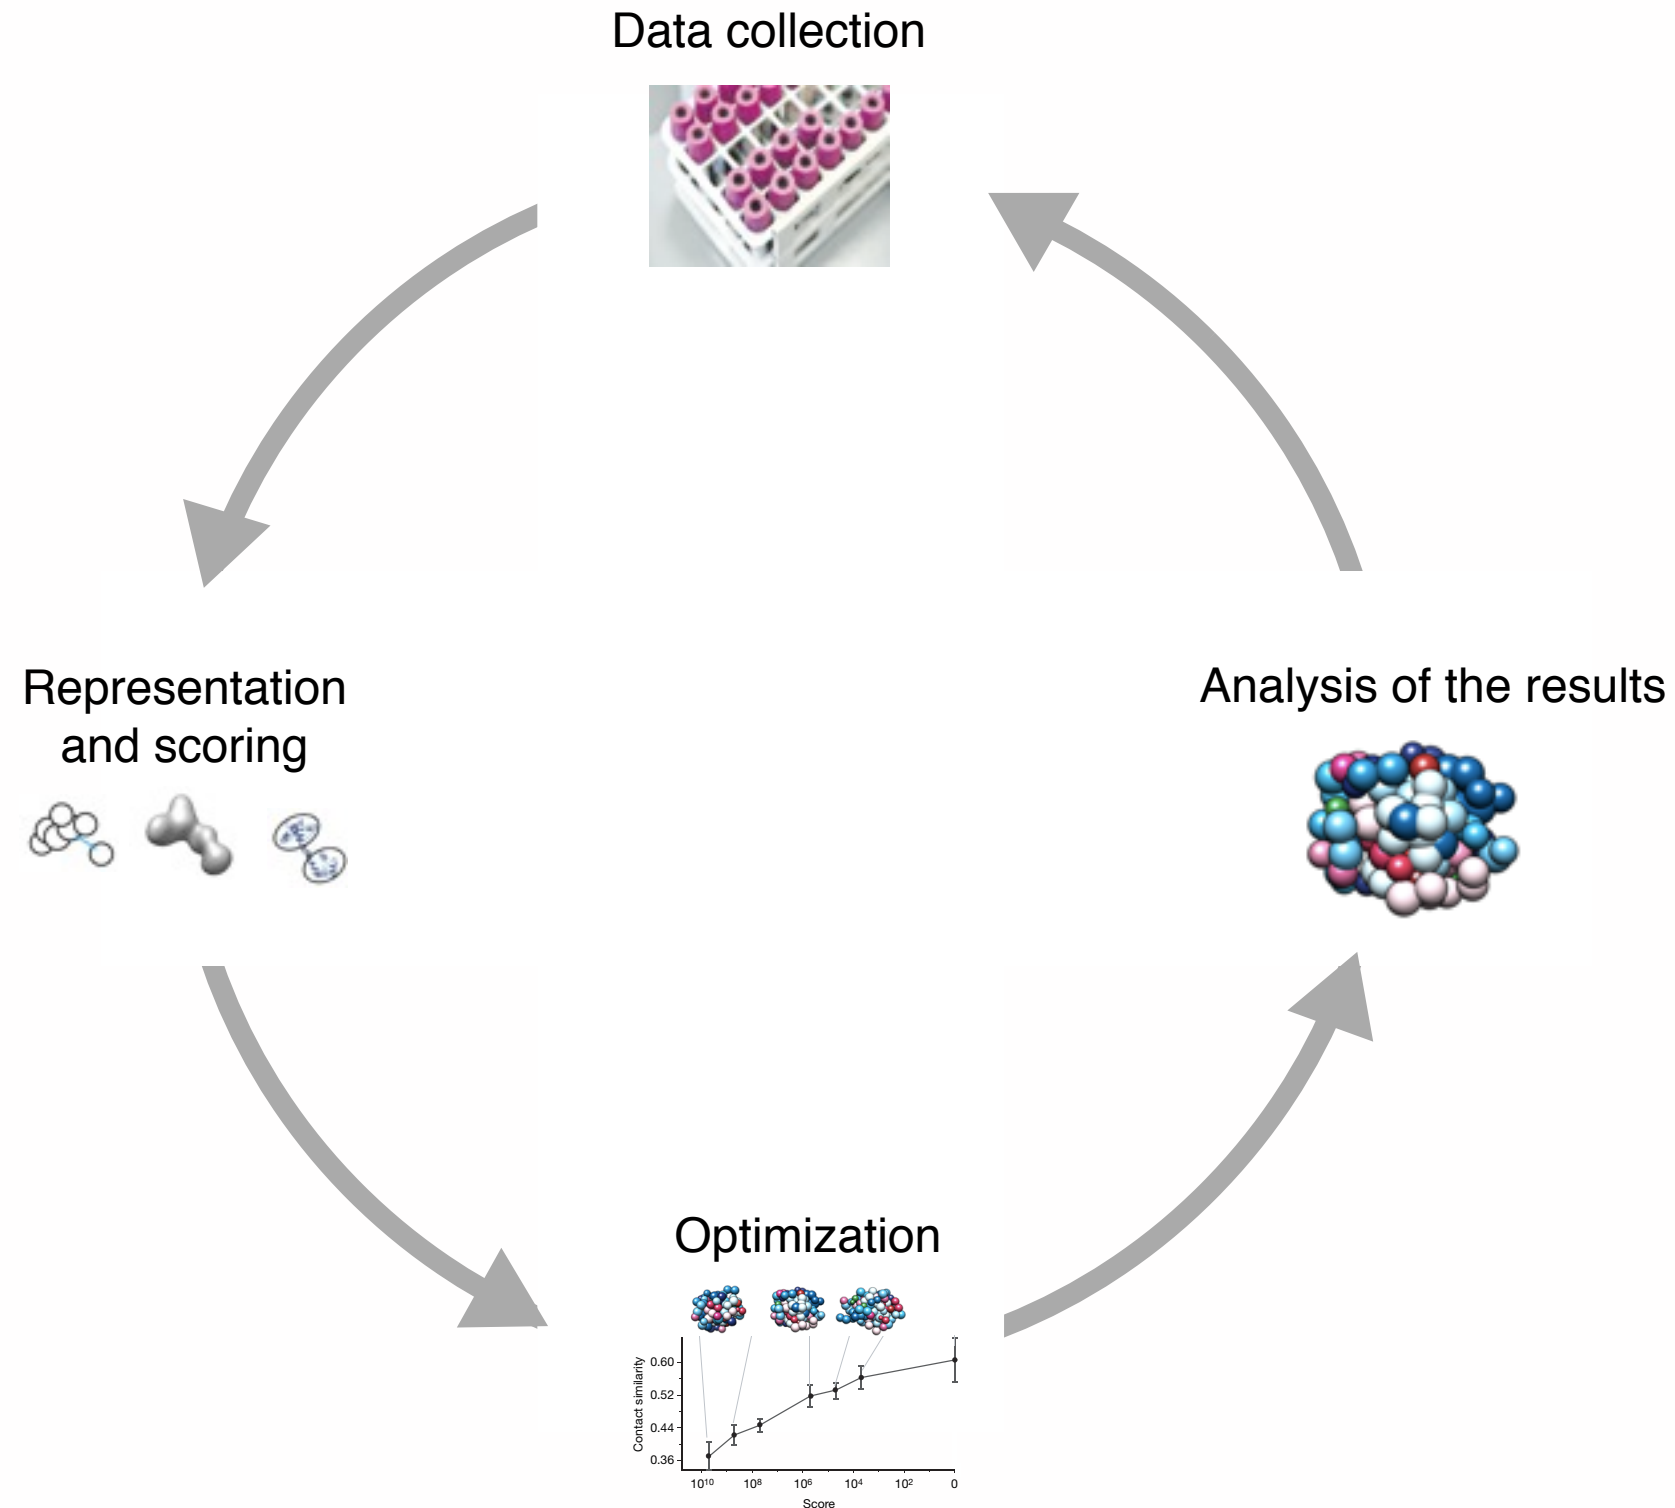 Data collection
Representation
and scoring
Analysis of the results
Optimization
Contact similarity
0.60
0.52
0.44
0.36
10¹⁰ 10⁸ 10⁶ 10⁴ 10² 0
Score